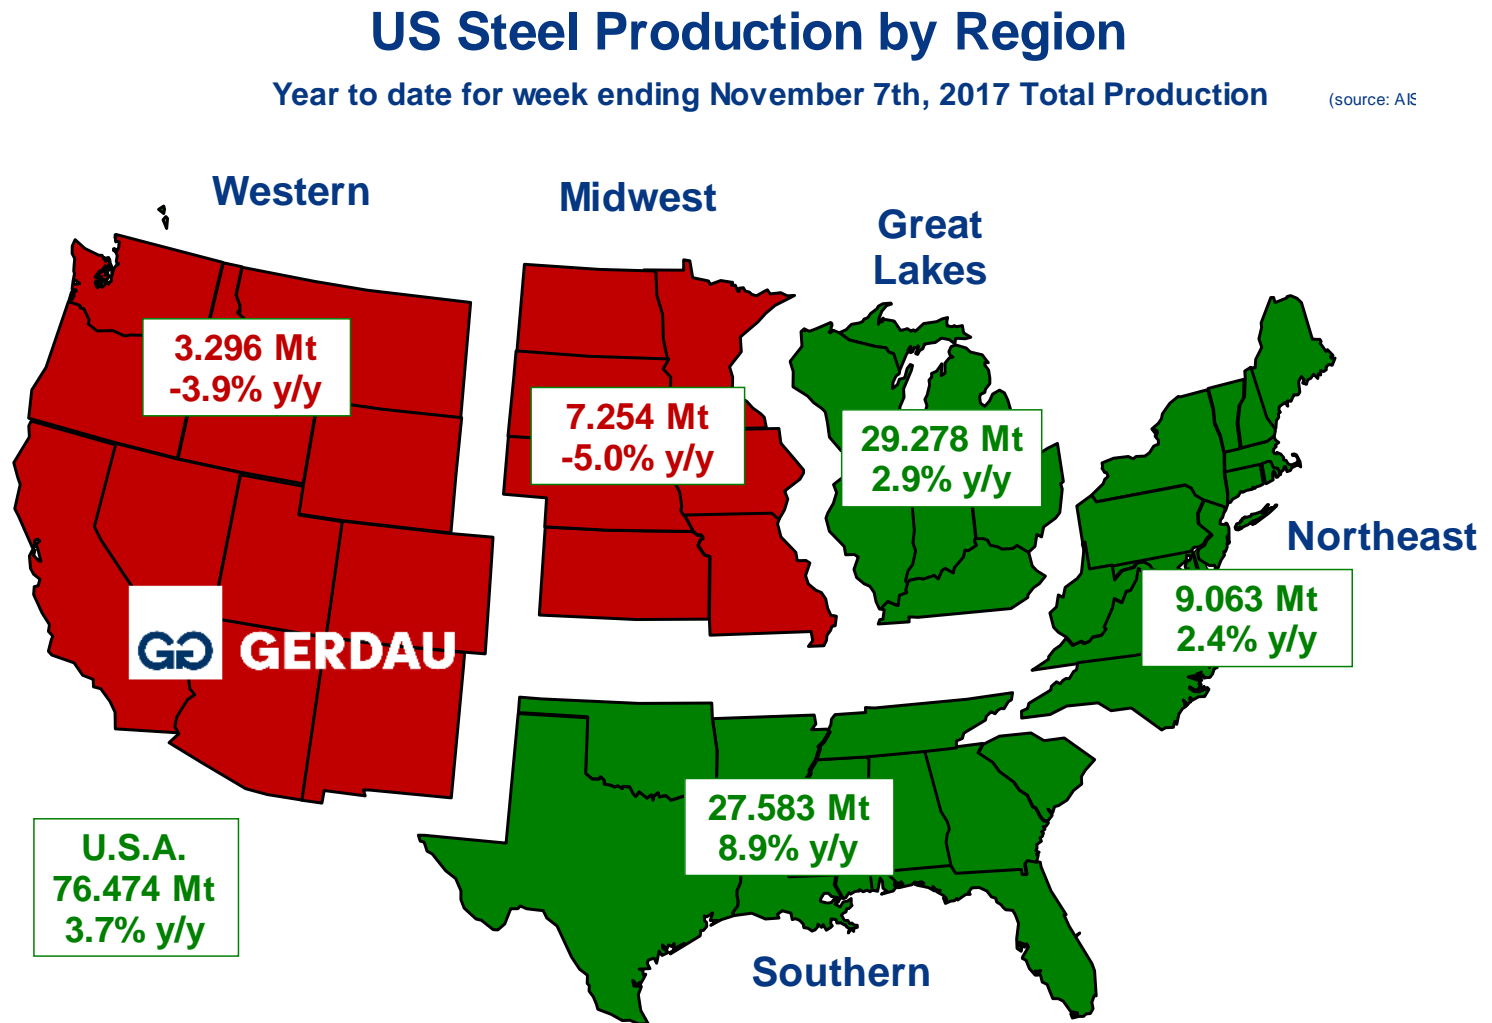 US Steel Production by Region
Year to date for week ending November 7th, 2017 Total Production
(source: AIS
Western
Midwest
Great
Lakes
3.296 Mt
-3.9% y/y
7.254 Mt
-5.0% y/y
29.278 Mt
2.9% y/y
Northeast
9.063 Mt
2.4% y/y
GERDAU
27.583 Mt
8.9% y/y
U.S.A.
76.474 Mt
3.7% y/y
Southern